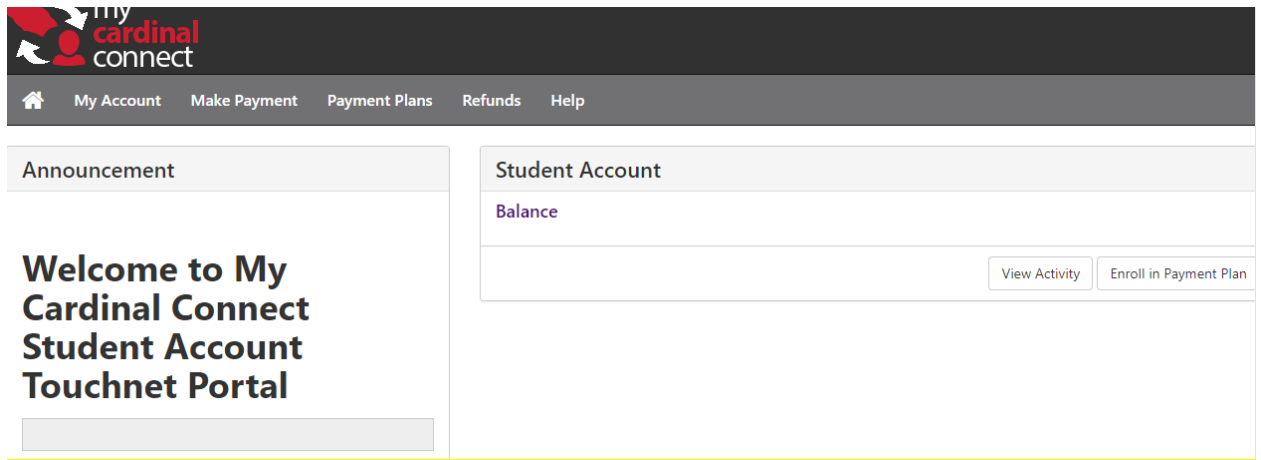 my
cardinal
connect
My Account Make Payment Payment Plans Refunds Help
Announcement
Welcome to My
Cardinal Connect
Student Account
Touchnet Portal
Student Account
Balance
View Activity Enroll in Payment Plan